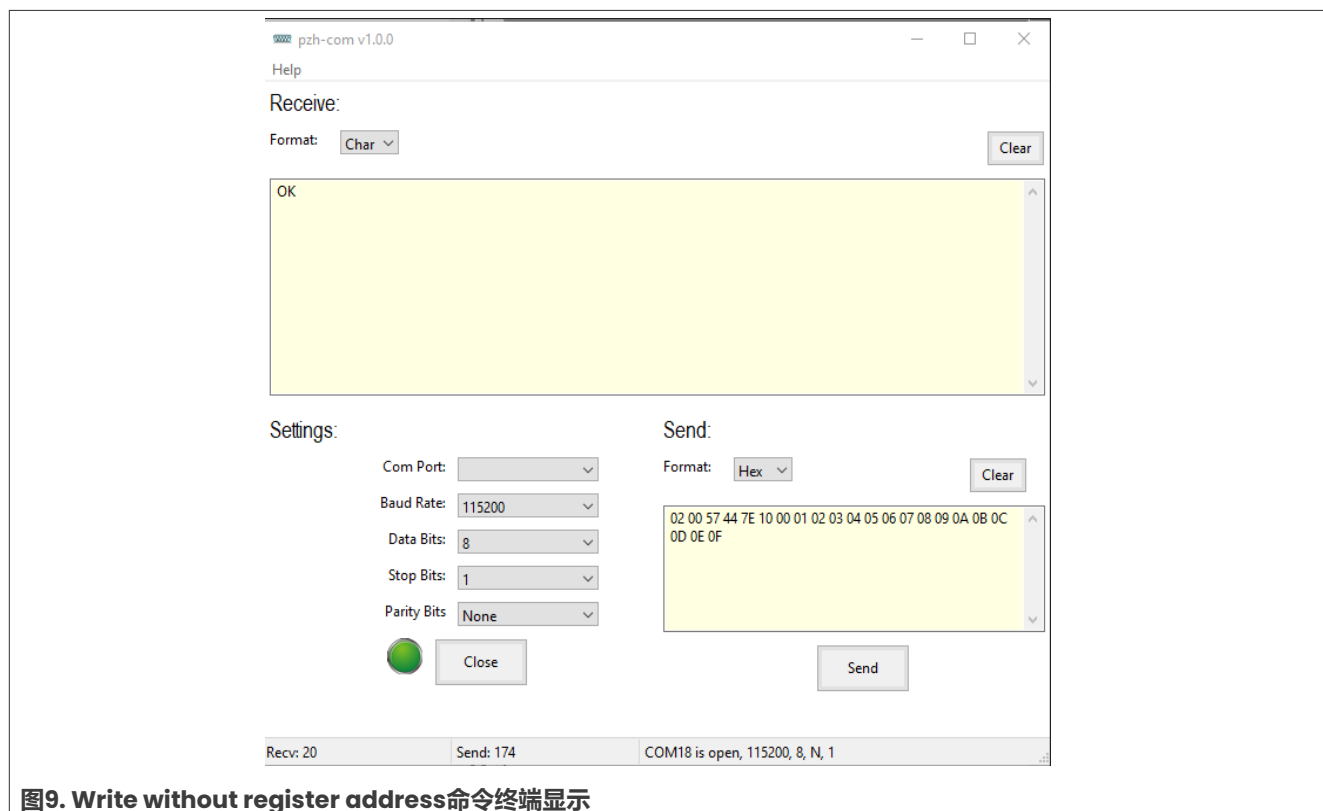 pzh-com v1.0.0
Help
Receive:
Format: Char
Clear
OK
Settings:
Send:
Com Port:
Format: Hex
Clear
Baud Rate: 115200
02 00 57 44 7E 10 00 01 02 03 04 05 06 07 08 09 0A 0B 0C
0D 0E 0F
Data Bits: 8
Stop Bits: 1
Parity Bits None
Close
Send
Recv: 20
Send: 174
COM18 is open, 115200, 8, N, 1
图9. Write without register address命令终端显示